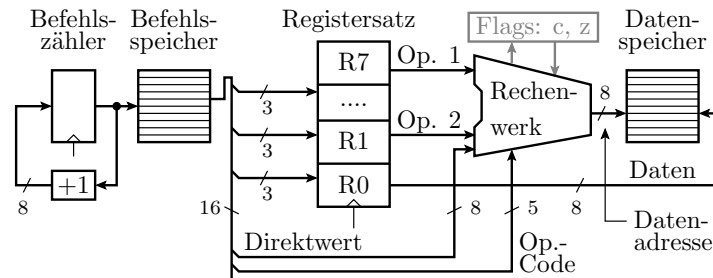 Befehls-
zähler
Befehls-
speicher
Registersatz
Flags: c, z
Daten-
speicher
R7
....
R1
R0
Op. 1
Op. 2
Rechen-
werk
+1
8
3
3
3
16
8
5
8
8
Daten
Direktwert
Op.-
Code
Daten-
adresse